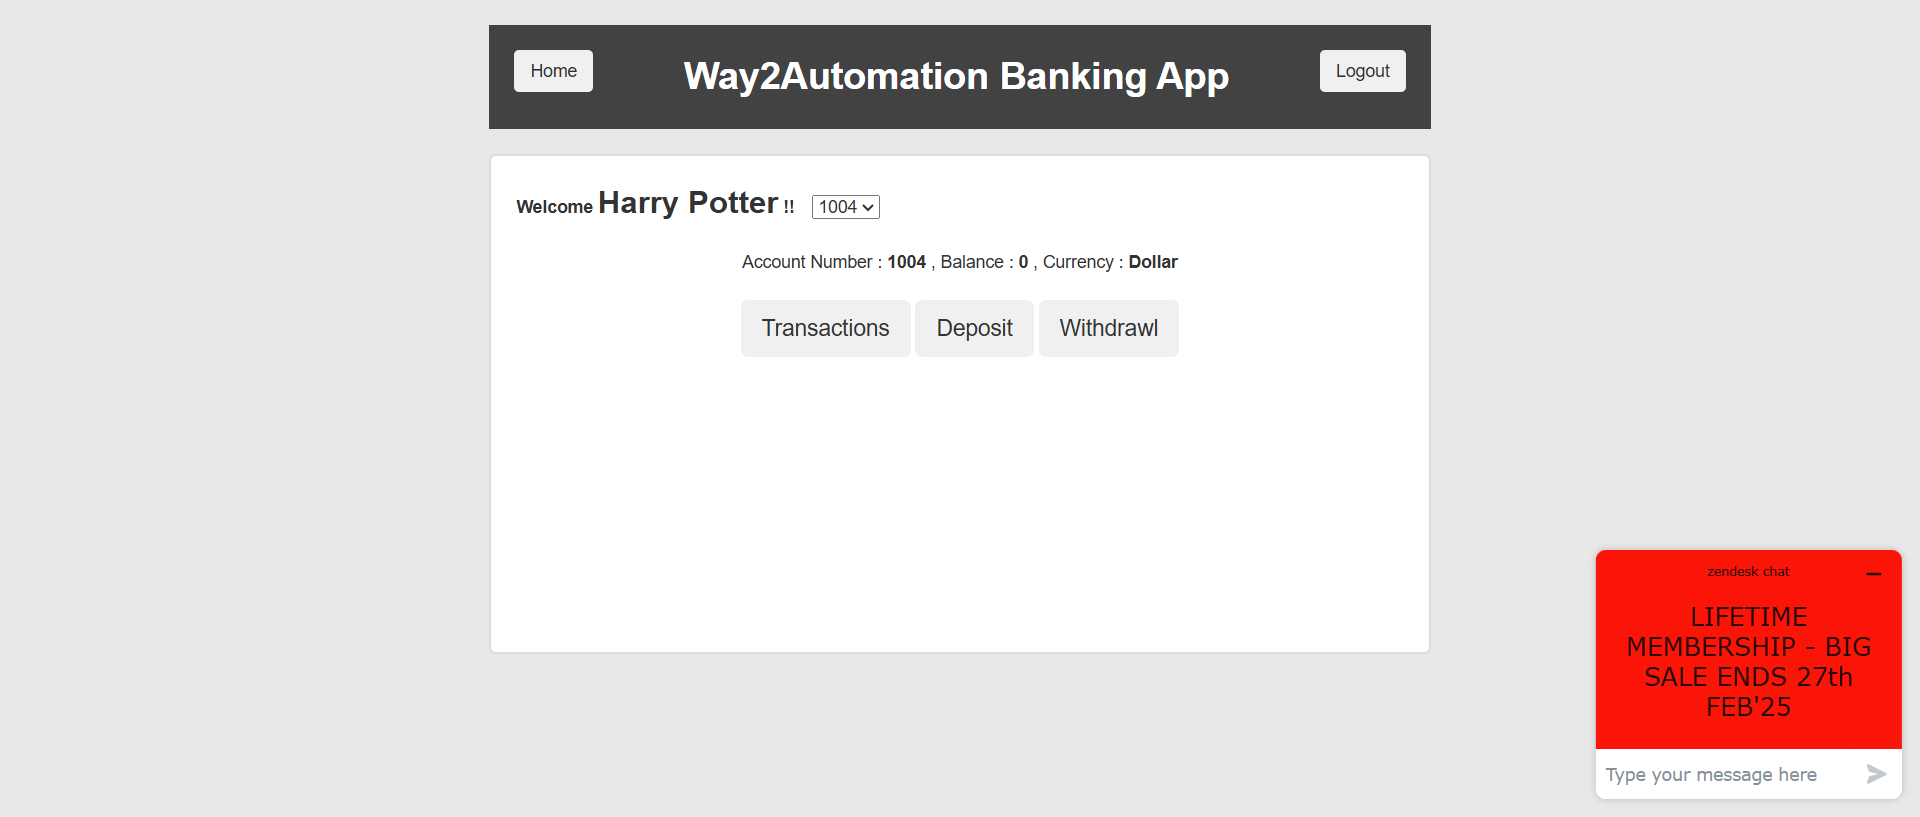 Home
Way2Automation Banking App
Logout
Welcome Harry Potter !! 1004
Account Number : 1004 , Balance : 0 , Currency : Dollar
Transactions
Deposit
Withdrawl
zendesk chat
LIFETIME
MEMBERSHIP - BIG
SALE ENDS 27th
FEB'25
Type your message here